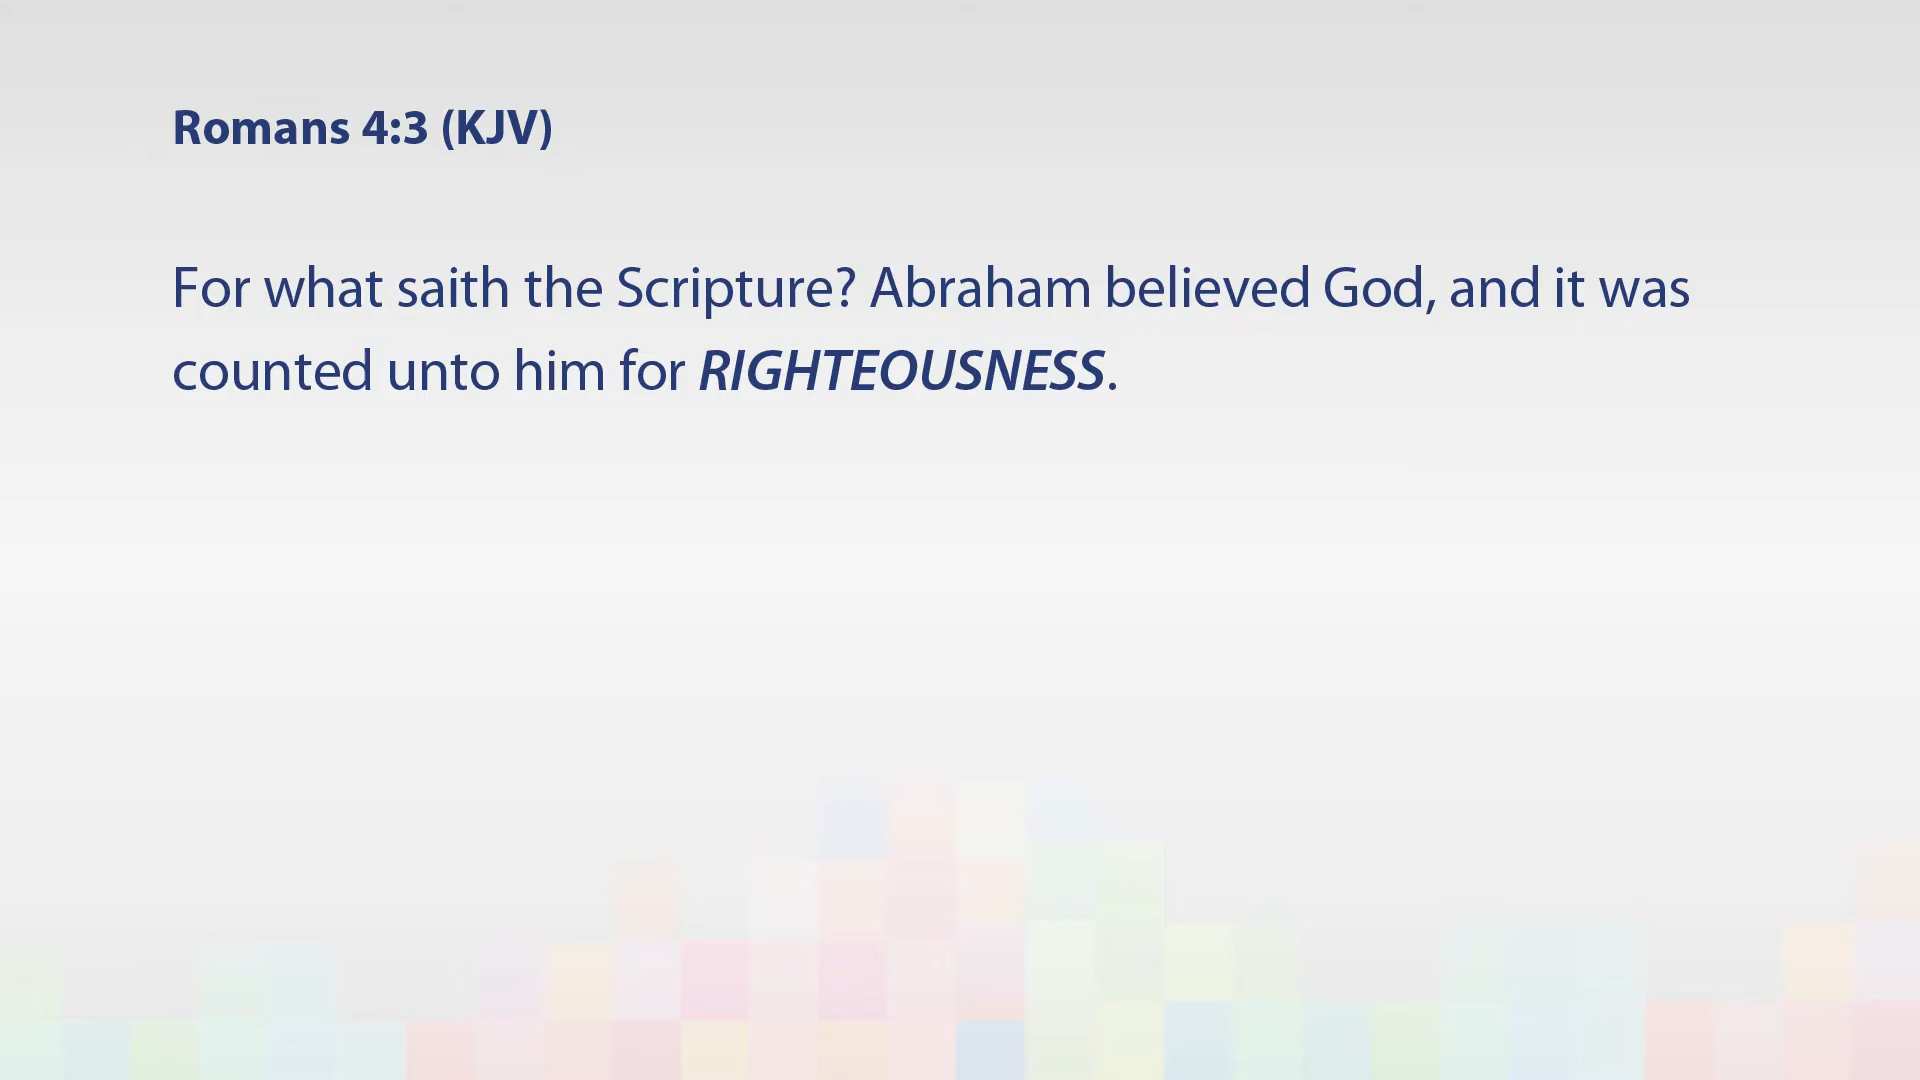 Romans 4:3 (KJV)
For what saith the Scripture? Abraham believed God, and it was
counted unto him for RIGHTEOUSNESS.